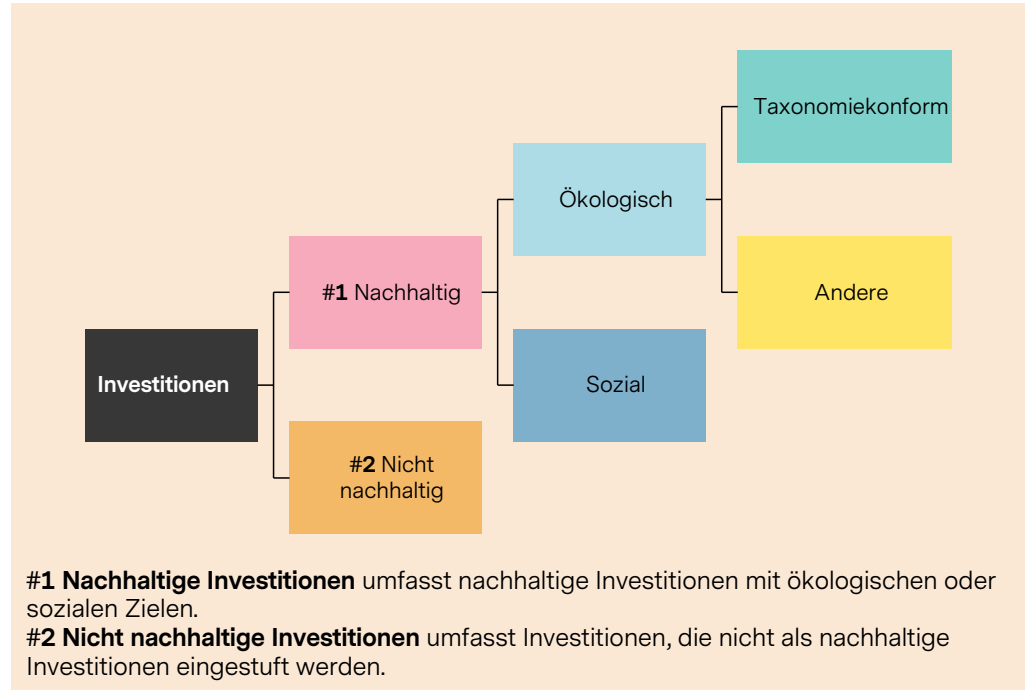 Taxonomiekonform
Ökologisch
#1 Nachhaltig
Andere
Investitionen
Sozial
#2 Nicht
nachhaltig
#1 Nachhaltige Investitionen umfasst nachhaltige Investitionen mit ökologischen oder
sozialen Zielen.
#2 Nicht nachhaltige Investitionen umfasst Investitionen, die nicht als nachhaltige
Investitionen eingestuft werden.